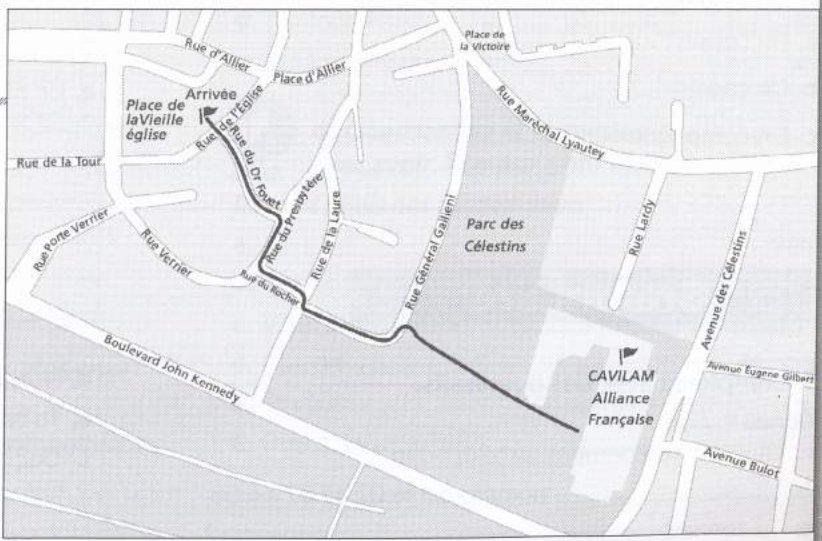 Place de
la Victoire
Rue d'Allier
Place d'Allier
Arrivée
Place de
laVieille
église
Rue de l'Église
Rue Maréchal Lyautey
Rue de la Tour
Rue du Dr Fouet
Rue du Presbytère
Rue de la Laure
Rue Général Gallieni
Parc des
Célestins
Rue Lardy
Avenue des Célestins
Rue Porte Verrier
Rue Verrier
Rue du Rocher
Boulevard John Kennedy
CAVILAM
Alliance
Française
Avenue Eugène Gilbert
Avenue Bulot